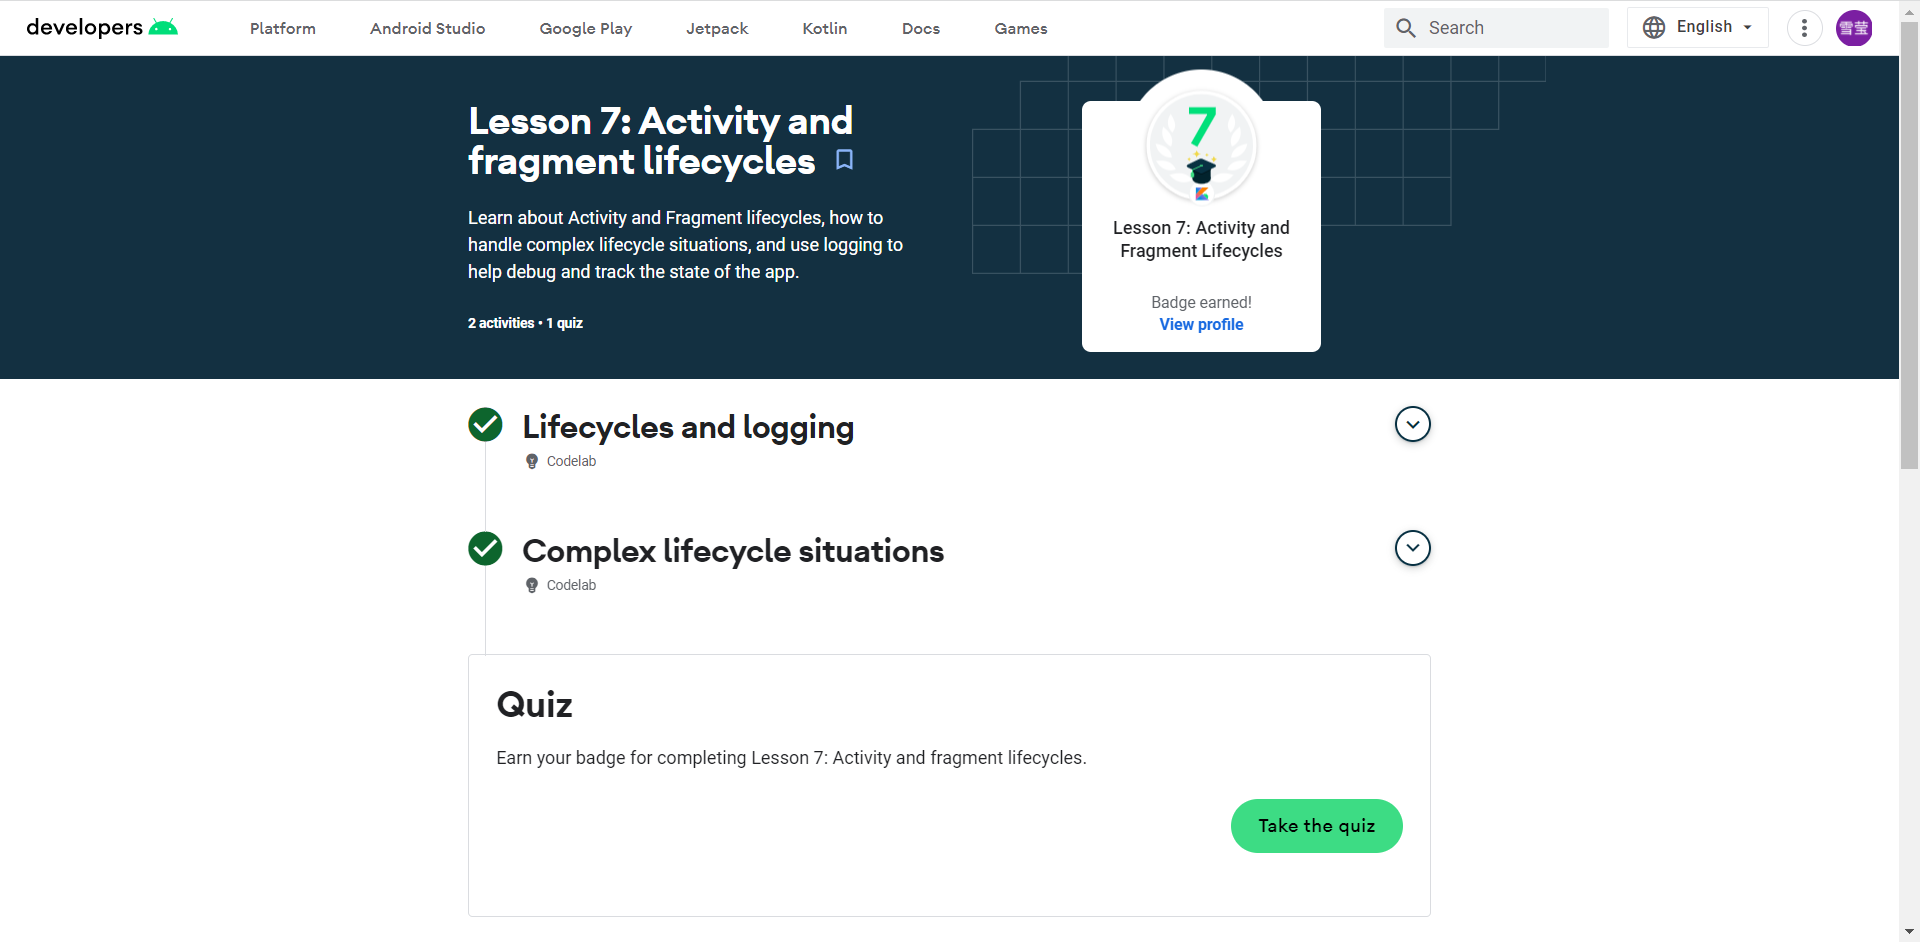 developers
Platform
Android Studio
Google Play
Jetpack
Kotlin
Docs
Games
Search
English
雪莹
Lesson 7: Activity and
fragment lifecycles
Learn about Activity and Fragment lifecycles, how to
handle complex lifecycle situations, and use logging to
help debug and track the state of the app.
2 activities • 1 quiz
7
Lesson 7: Activity and
Fragment Lifecycles
Badge earned!
View profile
Lifecycles and logging
Codelab
Complex lifecycle situations
Codelab
Quiz
Earn your badge for completing Lesson 7: Activity and fragment lifecycles.
Take the quiz